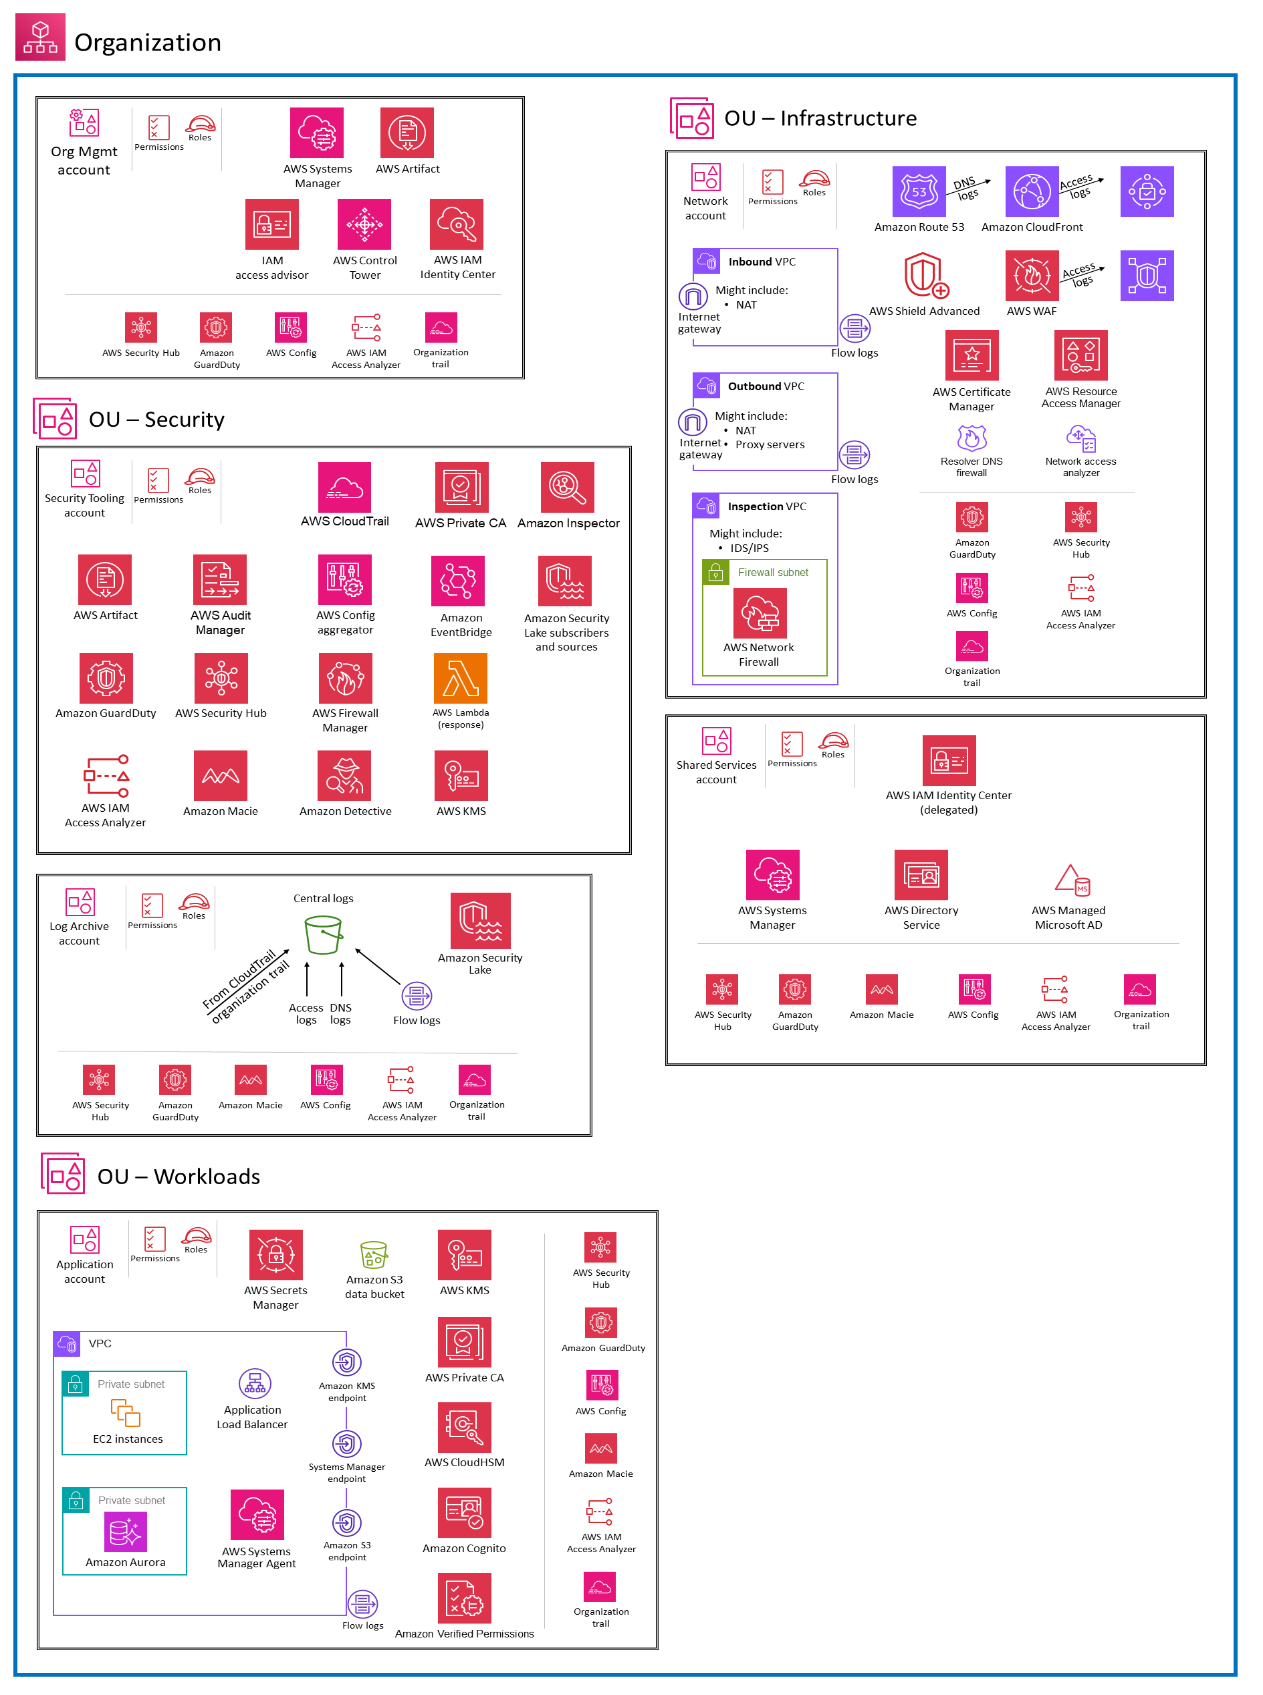 Organization
Org Mgmt
account
Permissions
Roles
AWS Systems
Manager
AWS Artifact
IAM
access advisor
AWS Control
Tower
AWS IAM
Identity Center
AWS Security Hub
Amazon
GuardDuty
AWS Config
AWS IAM
Access Analyzer
Organization
trail
OU – Security
Security Tooling
account
Permissions
Roles
AWS CloudTrail
AWS Private CA
Amazon Inspector
AWS Artifact
AWS Audit
Manager
AWS Config
aggregator
Amazon
EventBridge
Amazon Security
Lake subscribers
and sources
Amazon GuardDuty
AWS Security Hub
AWS Firewall
Manager
AWS Lambda
(response)
AWS IAM
Access Analyzer
Amazon Macie
Amazon Detective
AWS KMS
Log Archive
account
Permissions
Roles
Central logs
Amazon Security
Lake
From CloudTrail
organization trail
Access
logs
DNS
logs
Flow logs
AWS Security
Hub
Amazon
GuardDuty
Amazon Macie
AWS Config
AWS IAM
Access Analyzer
Organization
trail
OU – Workloads
Application
account
Permissions
Roles
AWS Secrets
Manager
Amazon S3
data bucket
AWS KMS
VPC
Private subnet
EC2 instances
Application
Load Balancer
Amazon KMS
endpoint
AWS Private CA
Systems Manager
endpoint
AWS CloudHSM
Private subnet
Amazon Aurora
AWS Systems
Manager Agent
Amazon S3
endpoint
Amazon Cognito
Flow logs
Amazon Verified Permissions
AWS Security
Hub
Amazon GuardDuty
AWS Config
Amazon Macie
AWS IAM
Access Analyzer
Organization
trail
OU – Infrastructure
Network
account
Permissions
Roles
53
DNS
logs
Access
logs
Amazon Route 53
Amazon CloudFront
Inbound VPC
Might include:
• NAT
Internet
gateway
Flow logs
AWS Shield Advanced
AWS WAF
Access
logs
AWS Certificate
Manager
AWS Resource
Access Manager
Outbound VPC
Might include:
• NAT
• Proxy servers
Internet
gateway
Flow logs
Resolver DNS
firewall
Network access
analyzer
Inspection VPC
Might include:
• IDS/IPS
Firewall subnet
AWS Network
Firewall
Amazon
GuardDuty
AWS Security
Hub
AWS Config
AWS IAM
Access Analyzer
Organization
trail
Shared Services
account
Permissions
Roles
AWS IAM Identity Center
(delegated)
AWS Systems
Manager
AWS Directory
Service
MS
AWS Managed
Microsoft AD
AWS Security
Hub
Amazon
GuardDuty
Amazon Macie
AWS Config
AWS IAM
Access Analyzer
Organization
trail